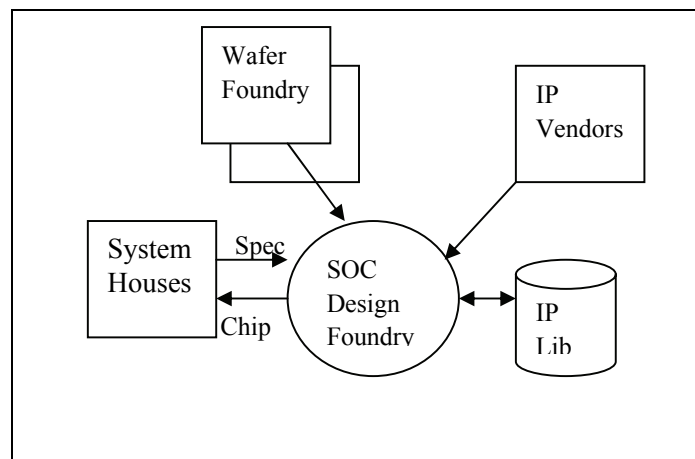 Wafer
Foundry
IP
Vendors
System
Houses
Spec
Chip
SOC
Design
Foundry
IP
Lib